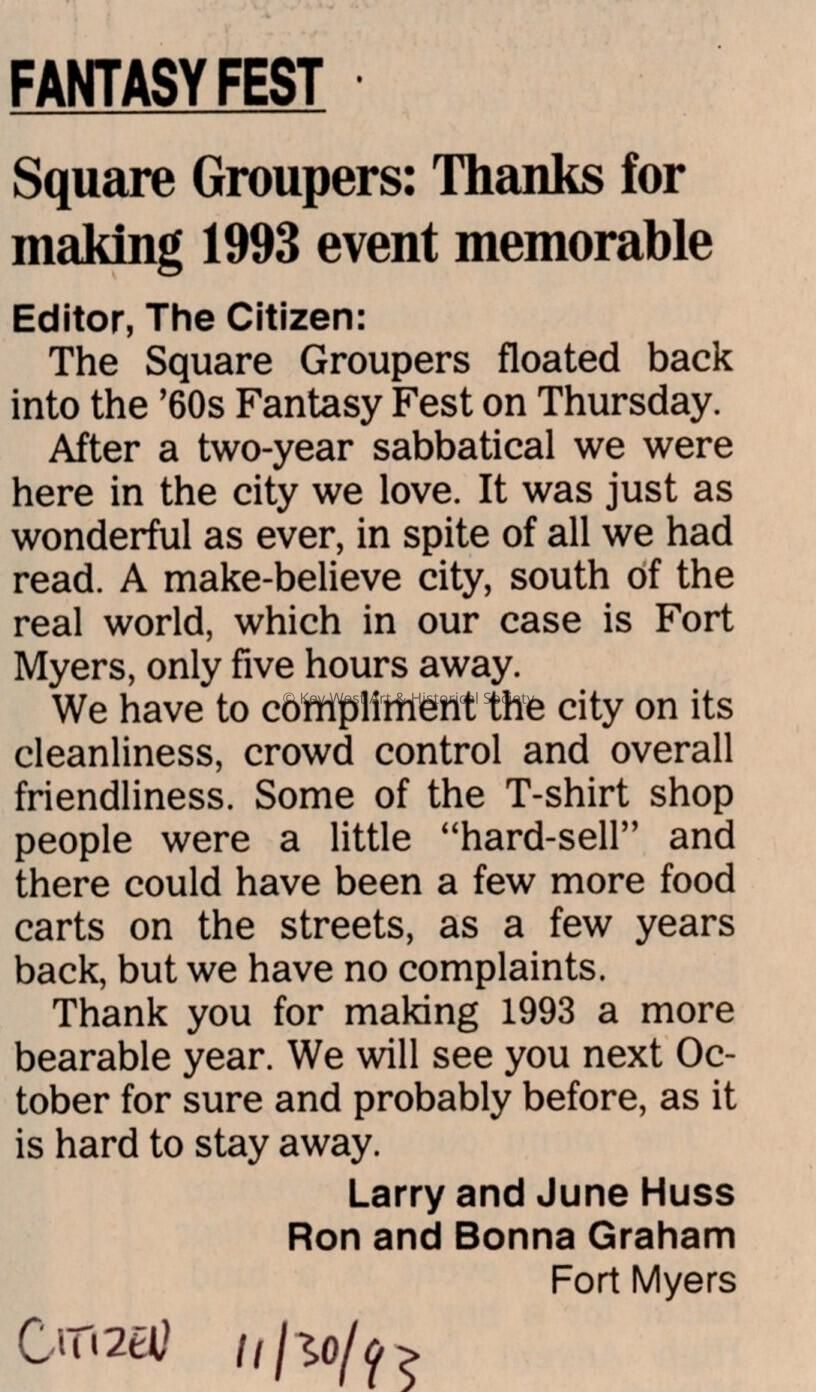 FANTASY FEST
Square Groupers: Thanks for
making 1993 event memorable
Editor, The Citizen:
The Square Groupers floated back
into the ’60s Fantasy Fest on Thursday.
After a two-year sabbatical we were
here in the city we love. It was just as
wonderful as ever, in spite of all we had
read. A make-believe city, south of the
real world, which in our case is Fort
Myers, only five hours away.
© Key West Art & Historical Society
We have to compliment the city on its
cleanliness, crowd control and overall
friendliness. Some of the T-shirt shop
people were a little “hard-sell” and
there could have been a few more food
carts on the streets, as a few years
back, but we have no complaints.
Thank you for making 1993 a more
bearable year. We will see you next Oc-
tober for sure and probably before, as it
is hard to stay away.
Larry and June Huss
Ron and Bonna Graham
Fort Myers
CITIZEN 11/30/93